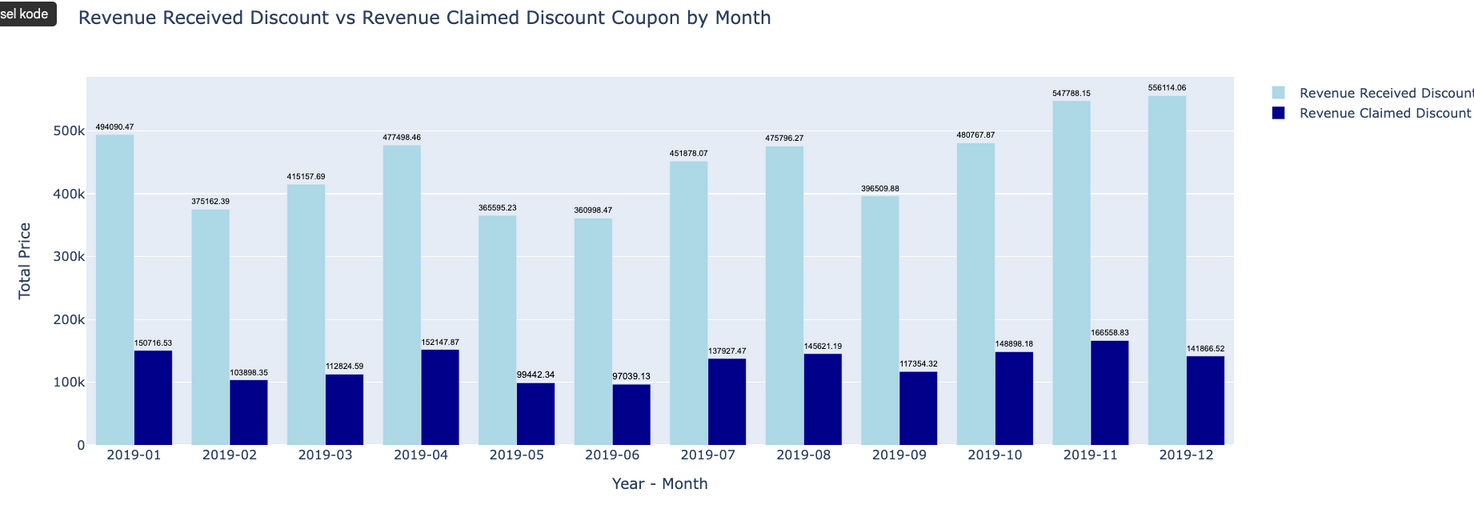 sel kode
Revenue Received Discount vs Revenue Claimed Discount Coupon by Month
Revenue Received Discount
Revenue Claimed Discount
Total Price
500k
400k
300k
200k
100k
0
494090.47
150716.53
375162.39
103898.35
415157.69
112824.59
477498.46
152147.87
365595.23
99442.34
360998.47
97039.13
451878.07
137927.47
475796.27
145621.19
396509.88
117354.32
480767.87
148898.18
547788.15
166558.83
556114.06
141866.52
2019-01 2019-02 2019-03 2019-04 2019-05 2019-06 2019-07 2019-08 2019-09 2019-10 2019-11 2019-12
Year - Month